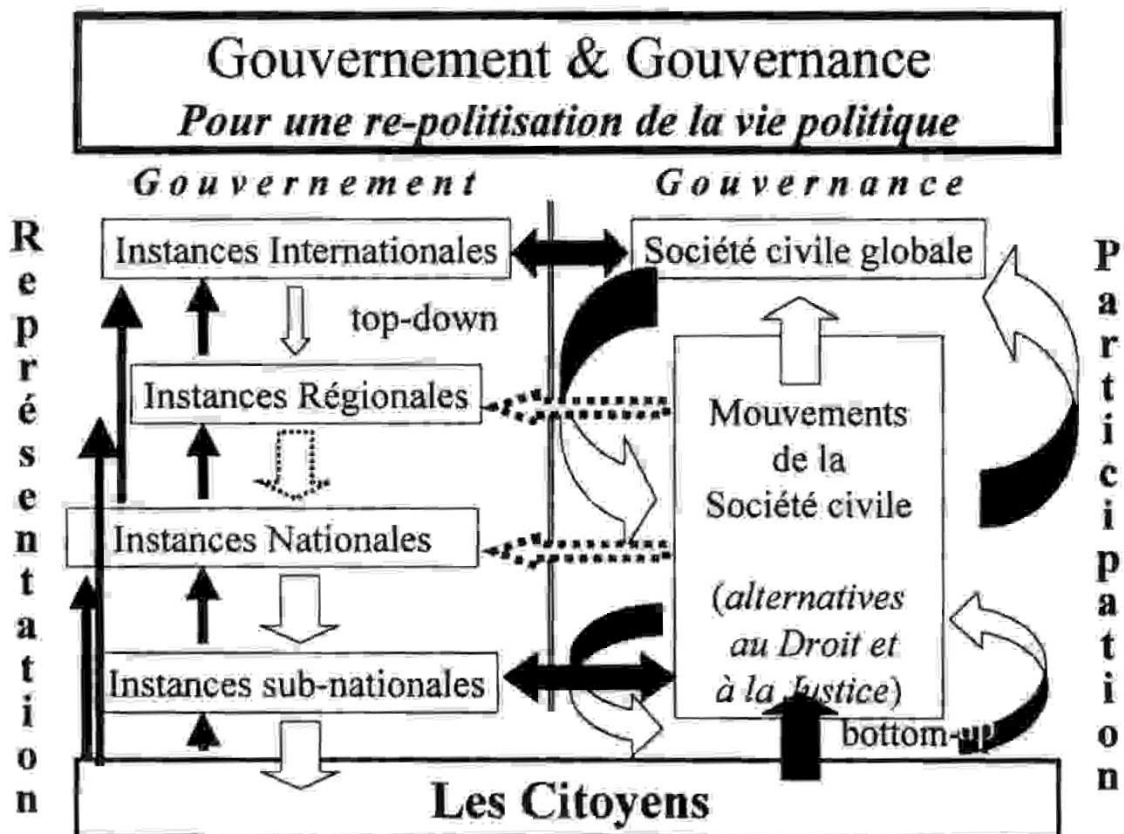 Gouvernement & Gouvernance
Pour une re-politisation de la vie politique
Gouvernement
Gouvernance
Représentation
Participation
Instances Internationales
Société civile globale
top-down
Instances Régionales
Mouvements
de la
Société civile
Instances Nationales
(alternatives
au Droit et
à la Justice)
Instances sub-nationales
bottom-up
Les Citoyens